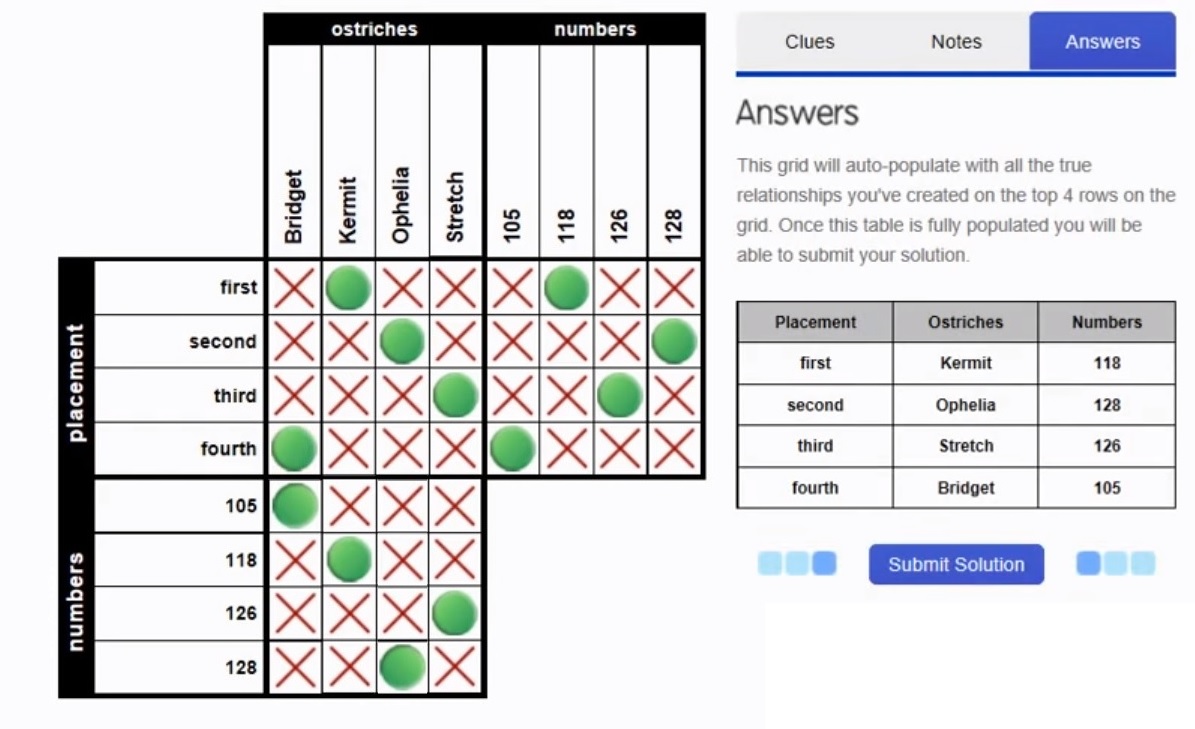 ostriches numbers
Bridget Kermit Ophelia Stretch 105 118 126 128
placement
first
second
third
fourth
numbers
105
118
126
128
Clues Notes Answers
Answers
This grid will auto-populate with all the true
relationships you've created on the top 4 rows on the
grid. Once this table is fully populated you will be
able to submit your solution.
Placement Ostriches Numbers
first Kermit 118
second Ophelia 128
third Stretch 126
fourth Bridget 105
Submit Solution